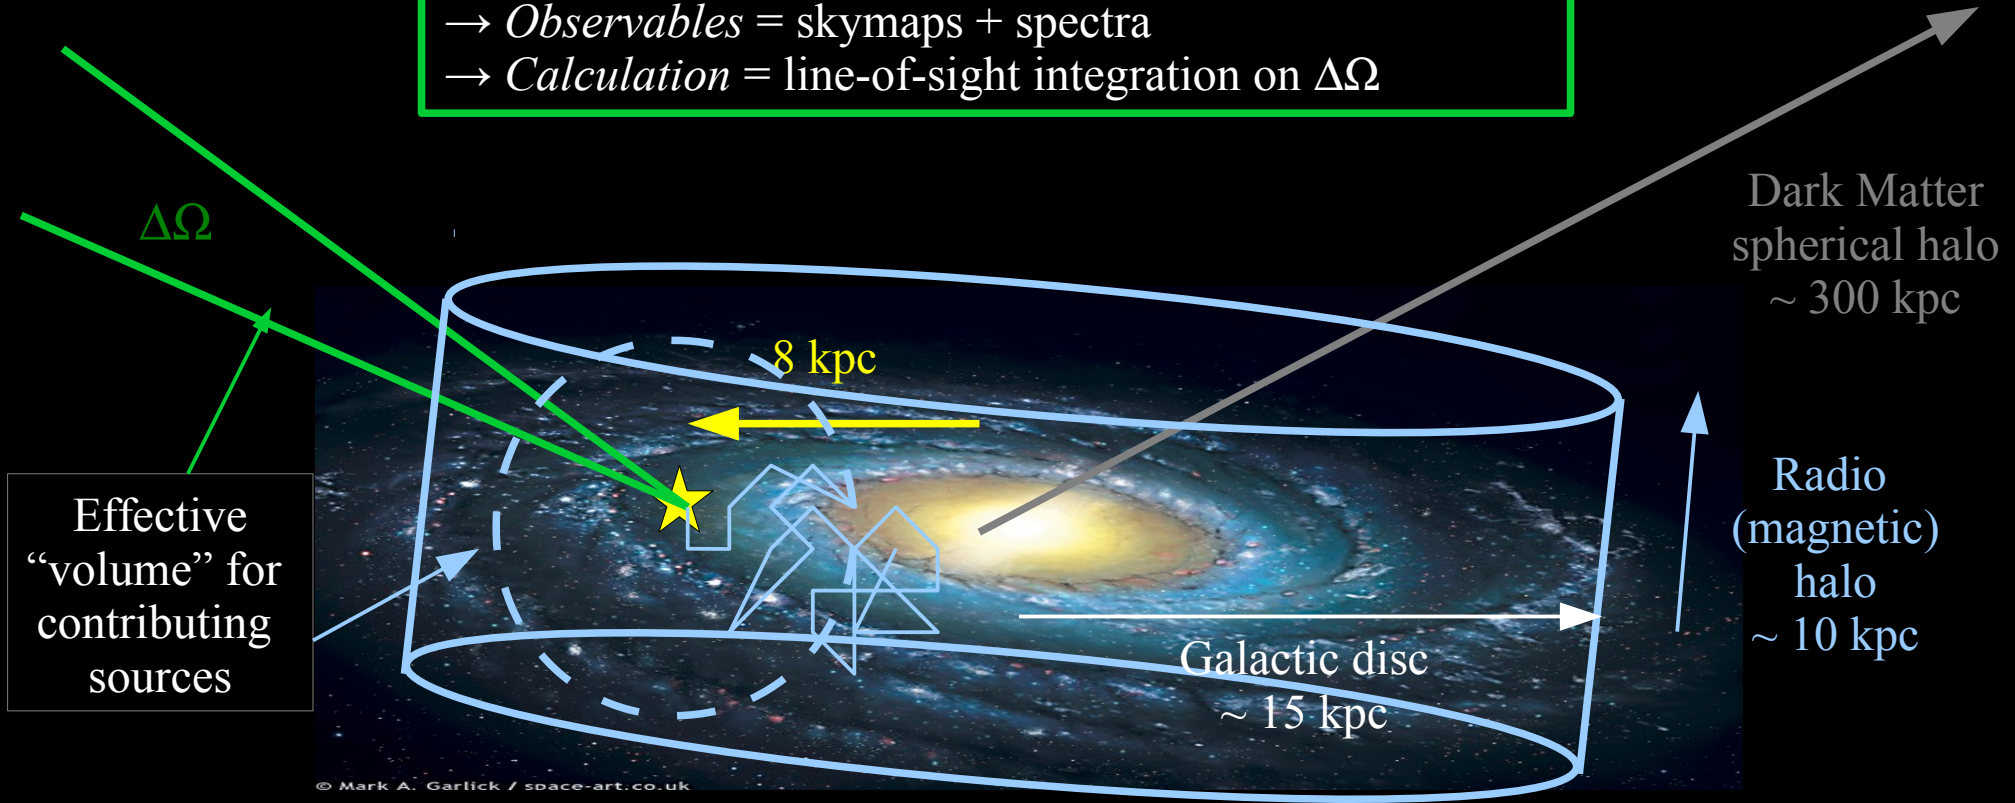 → Observables = skymaps + spectra
→ Calculation = line-of-sight integration on ΔΩ
ΔΩ
Dark Matter
spherical halo
~ 300 kpc
8 kpc
Effective
“volume” for
contributing
sources
Radio
(magnetic)
halo
~ 10 kpc
Galactic disc
~ 15 kpc
© Mark A. Garlick / space-art.co.uk